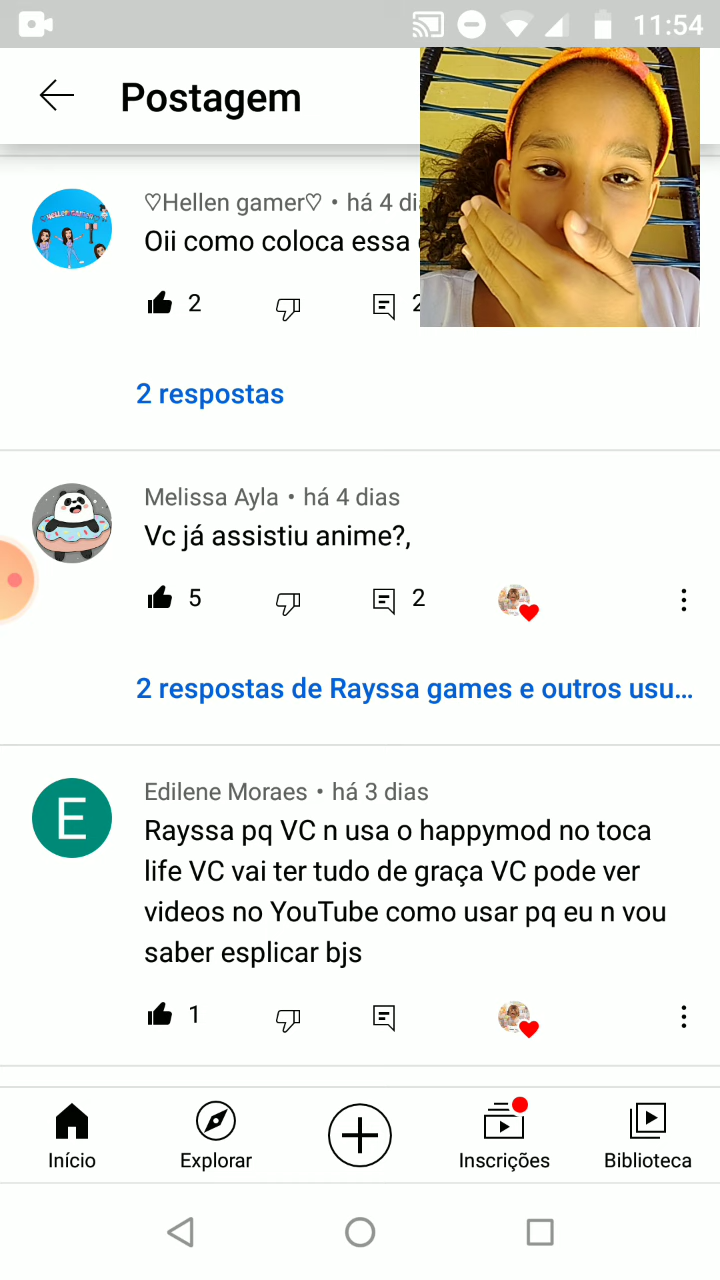 11:54
Postagem
♡Hellen gamer♡ • há 4
Oii como coloca essa
2
2 respostas
Melissa Ayla • há 4 dias
Vc já assistiu anime?,
5 2
2 respostas de Rayssa games e outros usu...
E
Edilene Moraes • há 3 dias
Rayssa pq VC n usa o happymod no toca
life VC vai ter tudo de graça VC pode ver
videos no YouTube como usar pq eu n vou
saber esplicar bjs
1
Início Explorar Inscrições Biblioteca